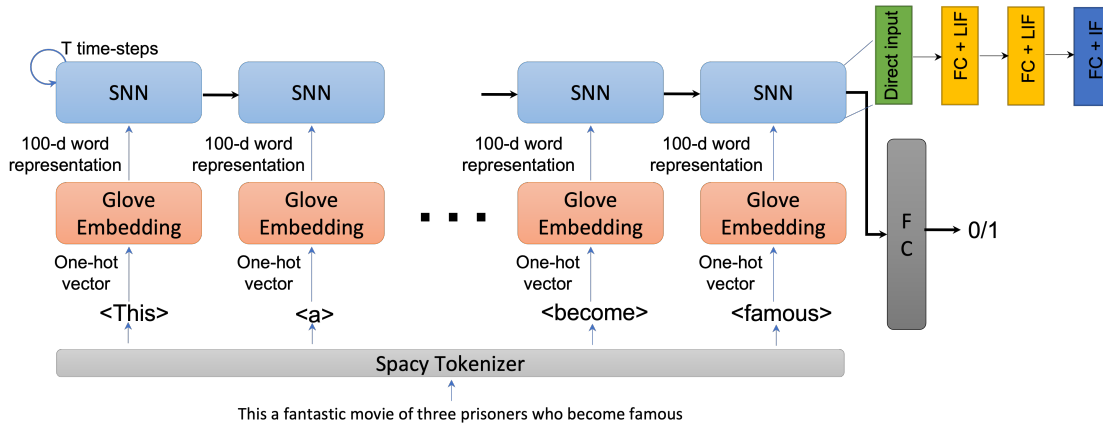 T time-steps
SNN
SNN
SNN
SNN
Direct input
FC + LIF
FC + LIF
FC + IF
100-d word
representation
100-d word
representation
100-d word
representation
100-d word
representation
Glove
Embedding
Glove
Embedding
Glove
Embedding
Glove
Embedding
F
C
0/1
One-hot
vector
One-hot
vector
One-hot
vector
One-hot
vector
<This>
<a>
<become>
<famous>
Spacy Tokenizer
This a fantastic movie of three prisoners who become famous